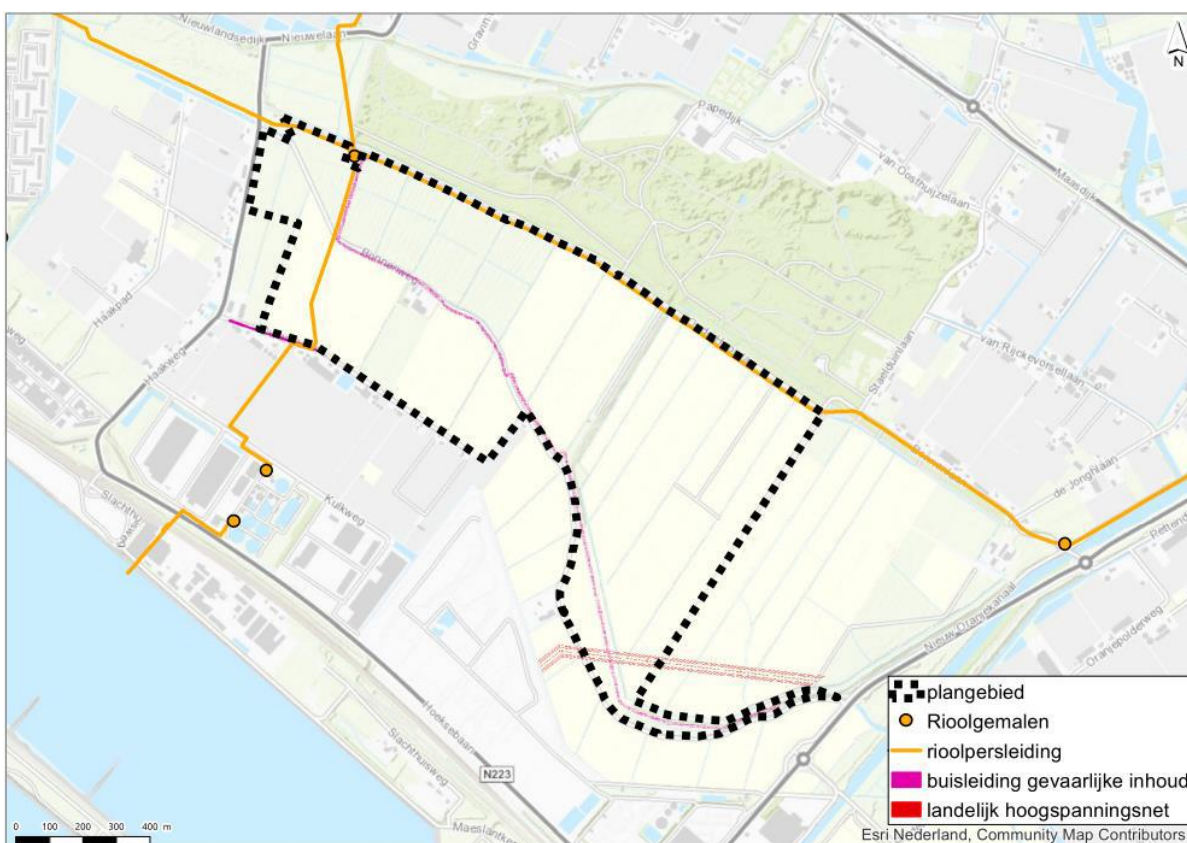 Nieuwlandsedijk
Nieuwelaan
N
Papedijk
Maasdijk
van Oosthuijzelaan
Haakpad
Bonnenweg
Staelduinlaan
van Rijckevorsellaan
Haakweg
de Jonghlaan
Kulkweg
Nieuw Oranjekanaal
Oranjepolderweg
Hoeksebaan
Slachthuisweg
N223
plangebied
Rioolgemalen
rioolpersleiding
buisleiding gevaarlijke inhoud
landelijk hoogspanningsnet
0 100 200 400 m
Esri Nederland, Community Map Contributors